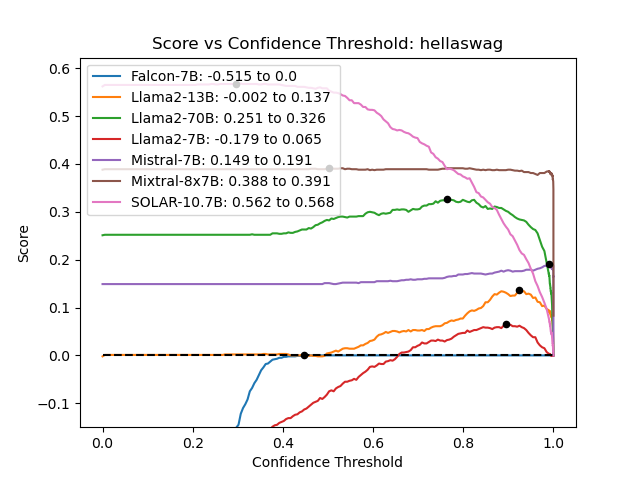 Score vs Confidence Threshold: hellaswag
Falcon-7B: -0.515 to 0.0
Llama2-13B: -0.002 to 0.137
Llama2-70B: 0.251 to 0.326
Llama2-7B: -0.179 to 0.065
Mistral-7B: 0.149 to 0.191
Mixtral-8x7B: 0.388 to 0.391
SOLAR-10.7B: 0.562 to 0.568
Score
0.6
0.5
0.4
0.3
0.2
0.1
0.0
−0.1
0.0 0.2 0.4 0.6 0.8 1.0
Confidence Threshold